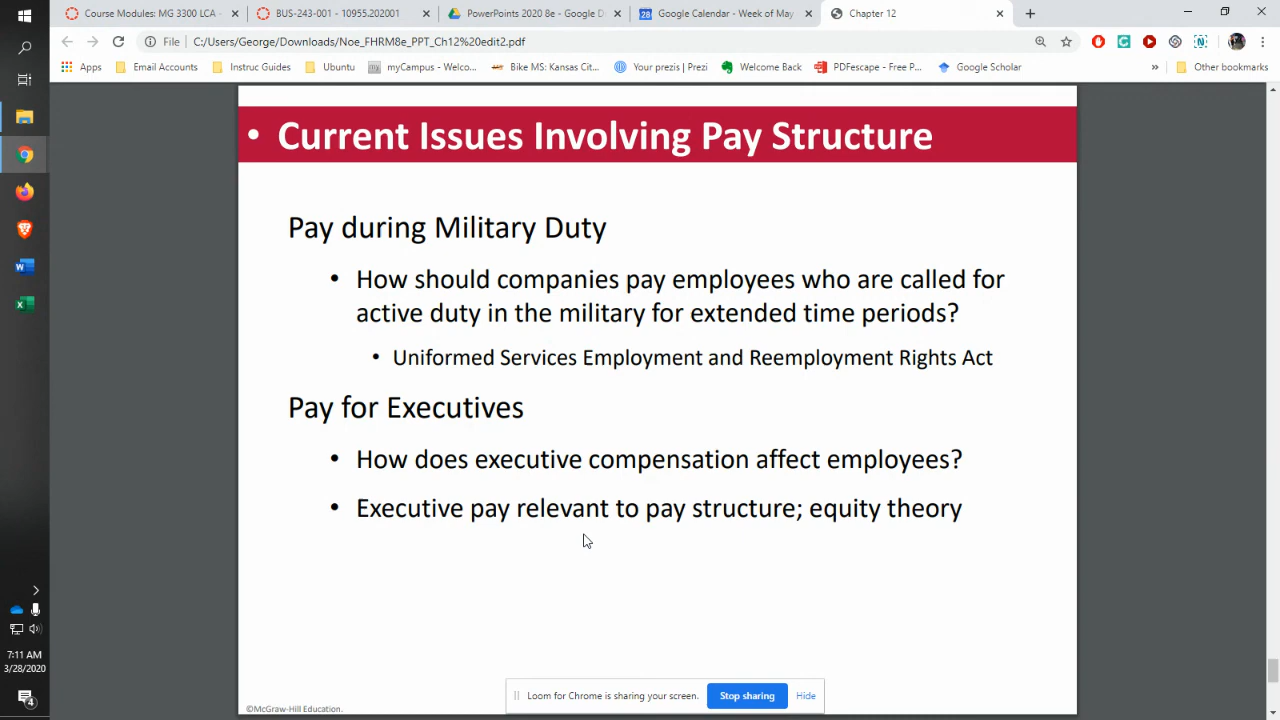 Course Modules: MG 3300 LCA -
BUS-243-001 - 10955.202001
PowerPoints 2020 8e - Google D
28
Google Calendar - Week of May
Chapter 12
File
C:/Users/George/Downloads/Noe_FHRM8e_PPT_Ch12%20edit2.pdf
Apps
Email Accounts
Instruc Guides
Ubuntu
myCampus - Welco...
Bike MS: Kansas Cit...
Your prezis | Prezi
Welcome Back
PDFescape - Free P...
Google Scholar
»
Other bookmarks
• Current Issues Involving Pay Structure
Pay during Military Duty
• How should companies pay employees who are called for
active duty in the military for extended time periods?
• Uniformed Services Employment and Reemployment Rights Act
Pay for Executives
• How does executive compensation affect employees?
• Executive pay relevant to pay structure; equity theory
7:11 AM
3/28/2020
4
Loom for Chrome is sharing your screen.
Stop sharing
Hide
©McGraw-Hill Education.